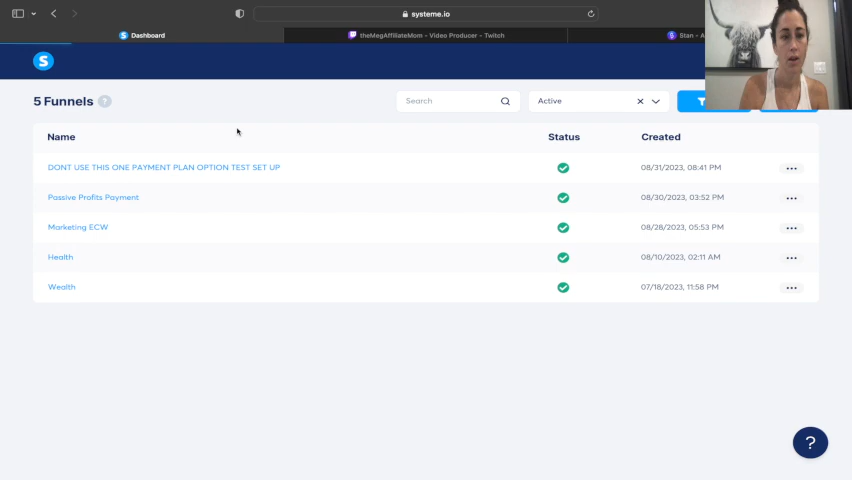 systeme.io
S Dashboard
theMegAffiliateMom - Video Producer - Twitch
$ Stan - A
S
5 Funnels ?
Search
Active
Name
Status
Created
DONT USE THIS ONE PAYMENT PLAN OPTION TEST SET UP
08/31/2023, 08:41 PM
Passive Profits Payment
08/30/2023, 03:52 PM
Marketing ECW
08/28/2023, 05:53 PM
Health
08/10/2023, 02:11 AM
Wealth
07/18/2023, 11:58 PM
?